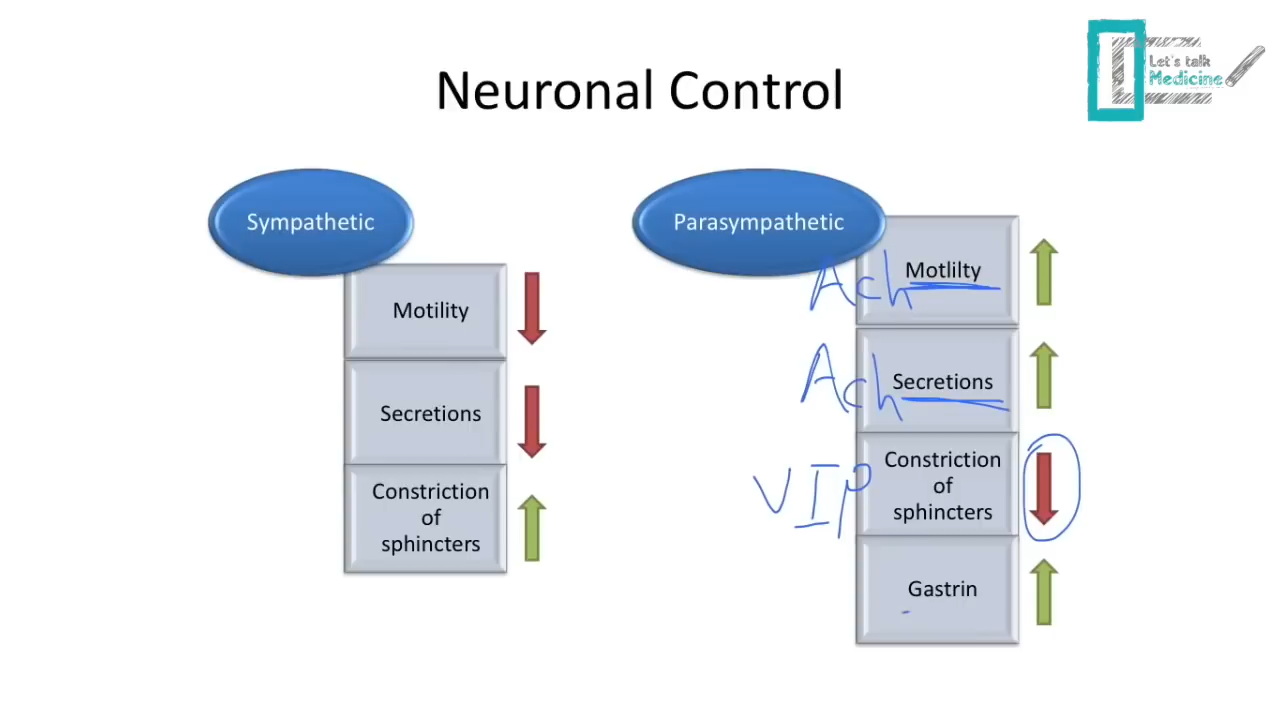 Neuronal Control
Let's talk
Medicine
Sympathetic
Motility
Secretions
Constriction
of
sphincters
Parasympathetic
Ach Motlilty
Ach Secretions
VIP Constriction
of
sphincters
Gastrin